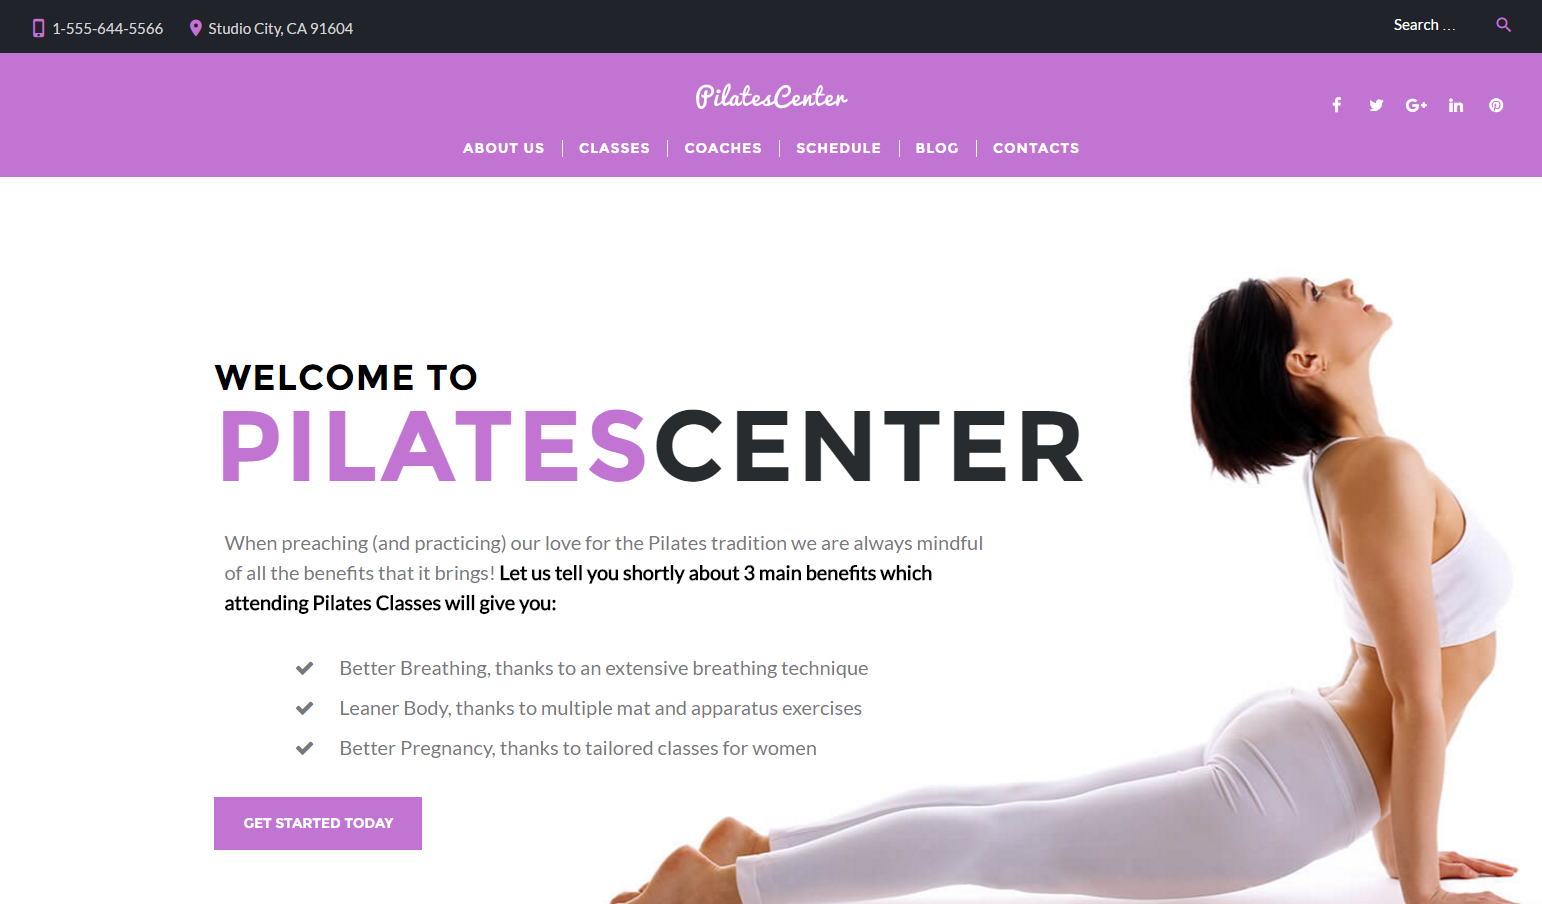 1-555-644-5566
Studio City, CA 91604
Search …
PilatesCenter
ABOUT US
CLASSES
COACHES
SCHEDULE
BLOG
CONTACTS
WELCOME TO
PILATESCENTER
When preaching (and practicing) our love for the Pilates tradition we are always mindful
of all the benefits that it brings! Let us tell you shortly about 3 main benefits which
attending Pilates Classes will give you:
Better Breathing, thanks to an extensive breathing technique
Leaner Body, thanks to multiple mat and apparatus exercises
Better Pregnancy, thanks to tailored classes for women
GET STARTED TODAY